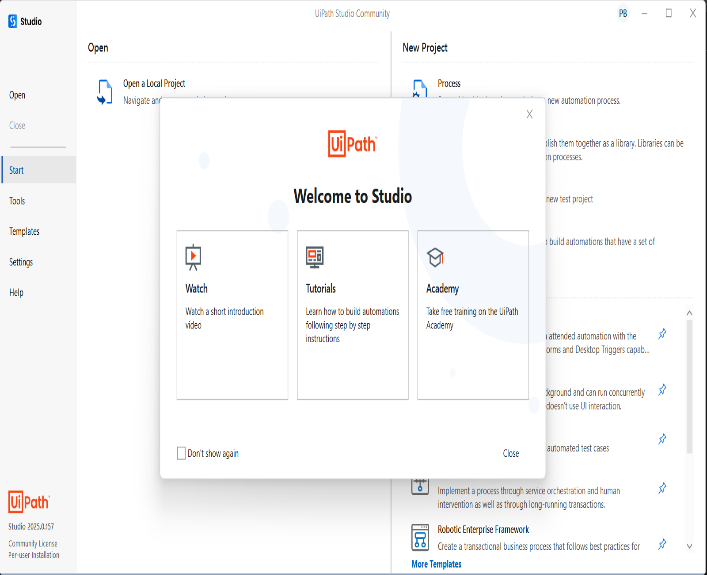 Studio
UiPath Studio Community
PB
Open
Close
Start
Tools
Templates
Settings
Help
UiPath
Studio 2025.0.157
Community License
Per-user Installation
Open
Open a Local Project
Navigate and
New Project
Process
new automation process.
them together as a library. Libraries can be
processes.
new test project
build automations that have a set of
attended automation with the
and Desktop Triggers capab...
and can run concurrently
doesn't use UI interaction.
automated test cases
Implement a process through service orchestration and human
intervention as well as through long-running transactions.
Robotic Enterprise Framework
Create a transactional business process that follows best practices for
More Templates
UiPath
Welcome to Studio
Watch
Watch a short introduction
video
Tutorials
Learn how to build automations
following step by step
instructions
Academy
Take free training on the UiPath
Academy
Don't show again
Close